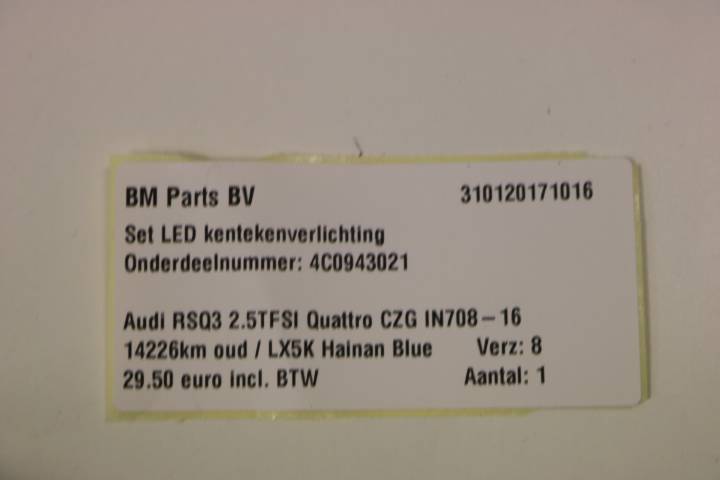 BM Parts BV 310120171016
Set LED kentekenverlichting
Onderdeelnummer: 4C0943021
Audi RSQ3 2.5TFSI Quattro CZG IN708-16
14226km oud / LX5K Hainan Blue Verz: 8
29.50 euro incl. BTW Aantal: 1